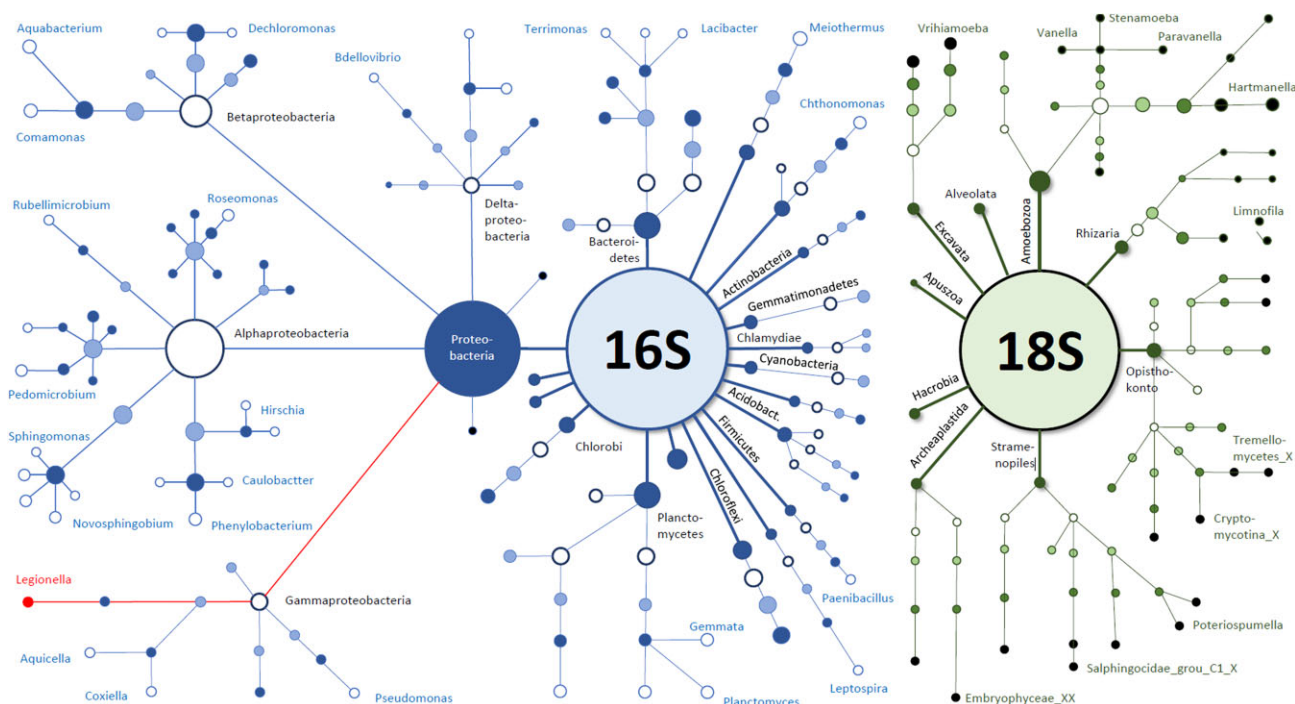 Aquabacterium
Dechloromonas
Comamonas
Betaproteobacteria
Bdellovibrio
Delta-
proteo-
bacteria
Terrimonas
Lacibacter
Meiothermus
Chthonomonas
Bacteroi-
detes
Actinobacteria
Gemmatimonadetes
Chlamydiae
Cyanobacteria
Acidobact.
Firmicutes
Chloroflexi
16S
Proteo-
bacteria
Rubellimicrobium
Roseomonas
Alphaproteobacteria
Pedomicrobium
Sphingomonas
Hirschia
Caulobactter
Novosphingobium
Phenylobacterium
Chlorobi
Plancto-
mycetes
Legionella
Gammaproteobacteria
Aquicella
Coxiella
Pseudomonas
Gemmata
Planctomyces
Paenibacillus
Leptospira
Vrihiamoeba
Stenamoeba
Vanella
Paravanella
Hartmanella
Alveolata
Excavata
Amoebozoa
Rhizaria
Limnofila
Apuszoa
18S
Opistho-
konto
Hacrobia
Archeaplastida
Strame-
nopiles
Tremello-
mycetes_X
Crypto-
mycotina_X
Poteriospumella
Salphingocidae_grou_C1_X
Embryophyceae_XX